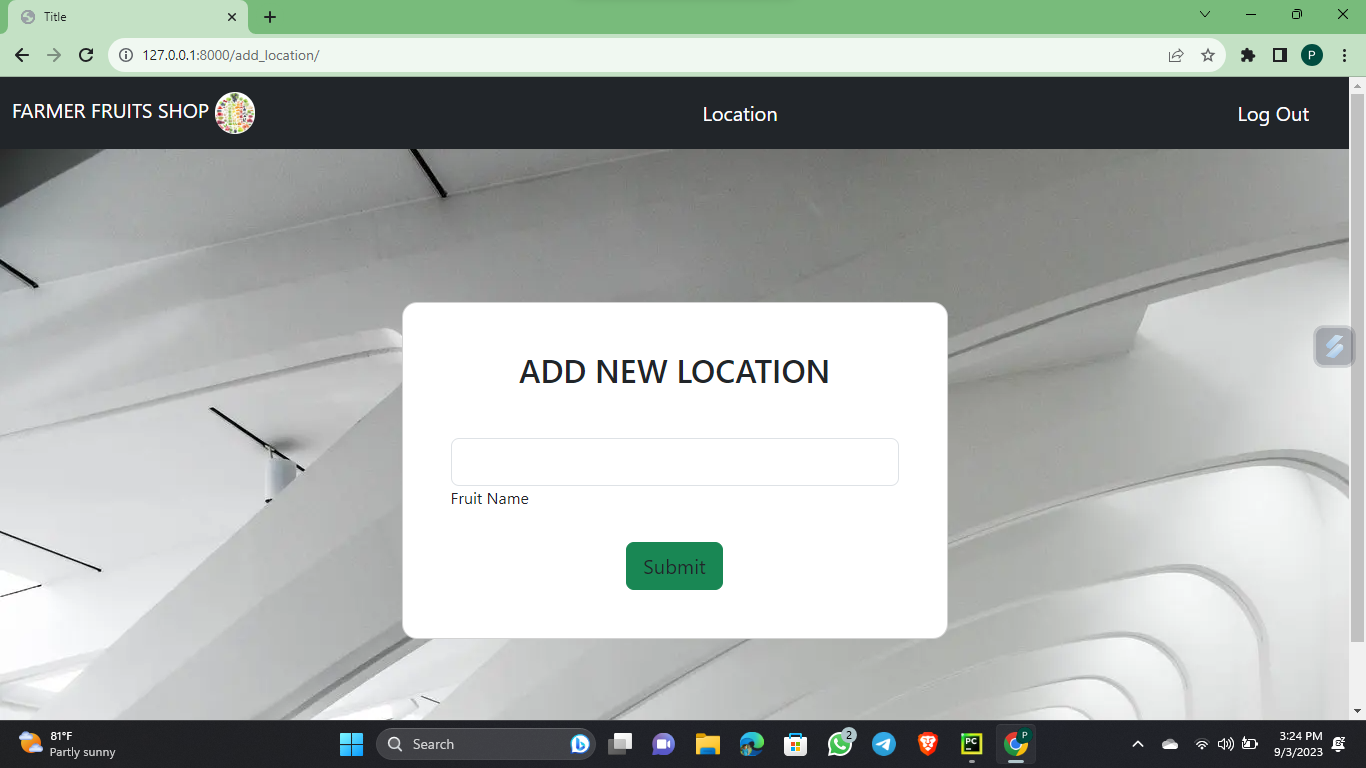 Title
127.0.0.1:8000/add_location/
P
FARMER FRUITS SHOP
Location
Log Out
ADD NEW LOCATION
Fruit Name
Submit
81°F
Partly sunny
Search
2
PC
P
3:24 PM
9/3/2023